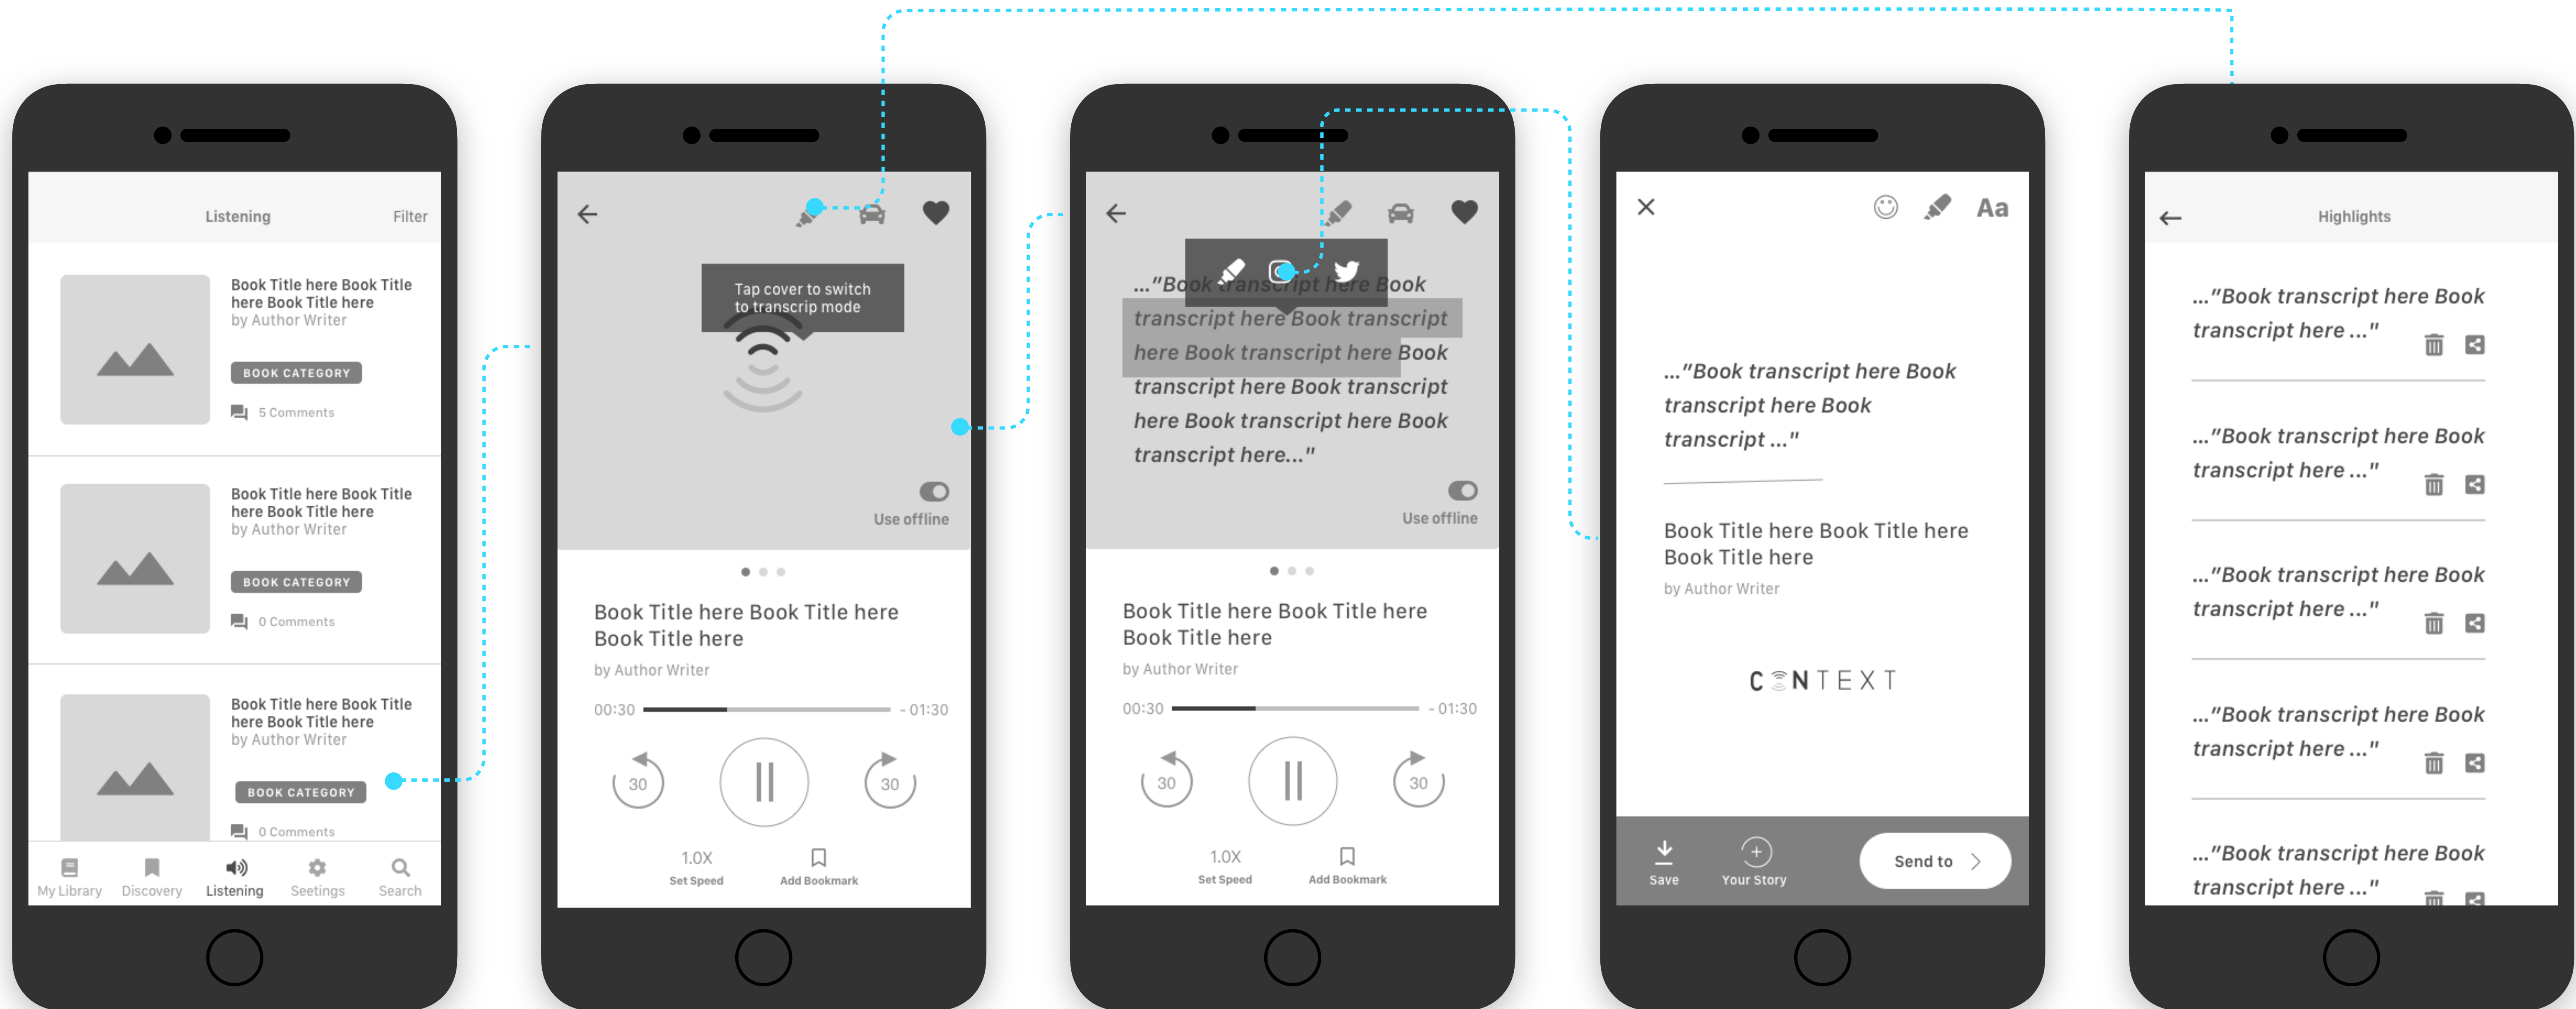 Listening
Filter
Book Title here Book Title
here Book Title here
by Author Writer
BOOK CATEGORY
5 Comments
Book Title here Book Title
here Book Title here
by Author Writer
BOOK CATEGORY
0 Comments
Book Title here Book Title
here Book Title here
by Author Writer
BOOK CATEGORY
0 Comments
My Library
Discovery
Listening
Seetings
Search
Tap cover to switch
to transcrip mode
Use offline
Book Title here Book Title here
Book Title here
by Author Writer
00:30
- 01:30
30
30
1.0X
Set Speed
Add Bookmark
..."Book transcript here Book
transcript here Book transcript
here Book transcript here Book
transcript here Book transcript
here Book transcript here Book
transcript here..."
Use offline
Book Title here Book Title here
Book Title here
by Author Writer
00:30
- 01:30
30
30
1.0X
Set Speed
Add Bookmark
Aa
..."Book transcript here Book
transcript here Book
transcript ..."
Book Title here Book Title here
Book Title here
by Author Writer
CONTEXT
Save
Your Story
Send to
Highlights
..."Book transcript here Book
transcript here ..."
..."Book transcript here Book
transcript here ..."
..."Book transcript here Book
transcript here ..."
..."Book transcript here Book
transcript here ..."
..."Book transcript here Book
transcript here ..."